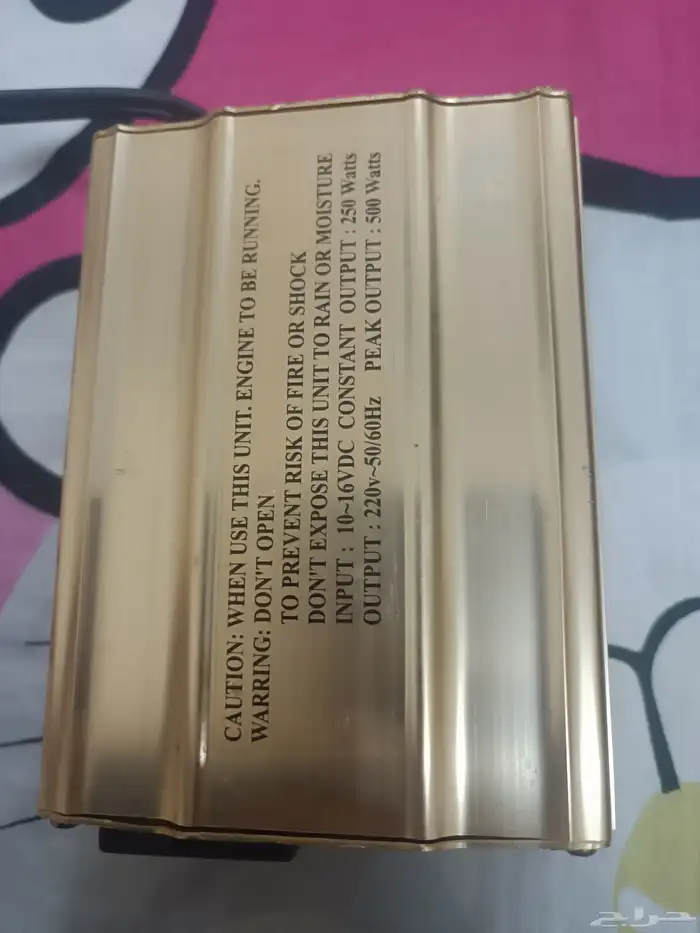 CAUTION: WHEN USE THIS UNIT. ENGINE TO BE RUNNING.
WARRING: DON'T OPEN
TO PREVENT RISK OF FIRE OR SHOCK
DON'T EXPOSE THIS UNIT TO RAIN OR MOISTURE
INPUT : 10~16VDC CONSTANT OUTPUT : 250 Watts
OUTPUT : 220v~50/60Hz PEAK OUTPUT : 500 Watts
حراج